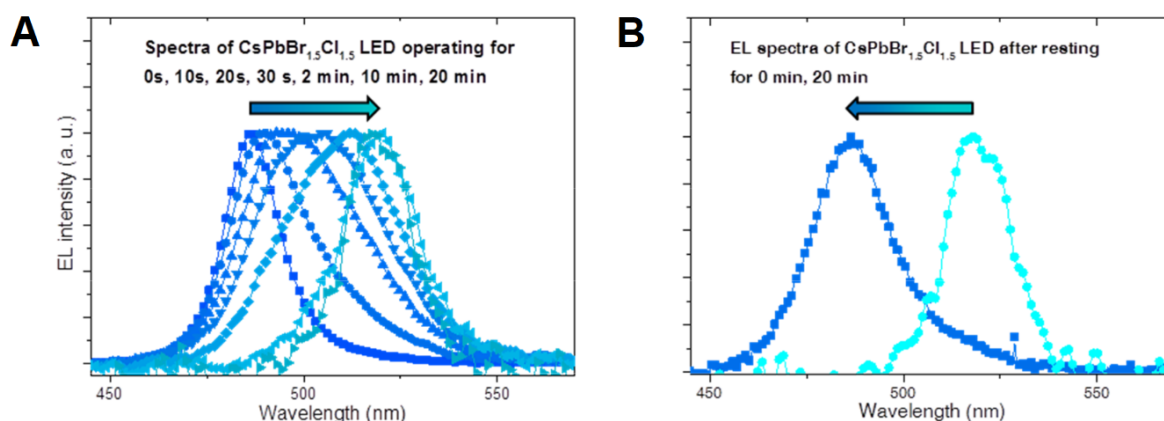 A
Spectra of CsPbBr1.5Cl1.5 LED operating for
0s, 10s, 20s, 30 s, 2 min, 10 min, 20 min
EL intensity (a. u.)
450
500
550
Wavelength (nm)
B
EL spectra of CsPbBr1.5Cl1.5 LED after resting
for 0 min, 20 min
450
500
550
Wavelength (nm)